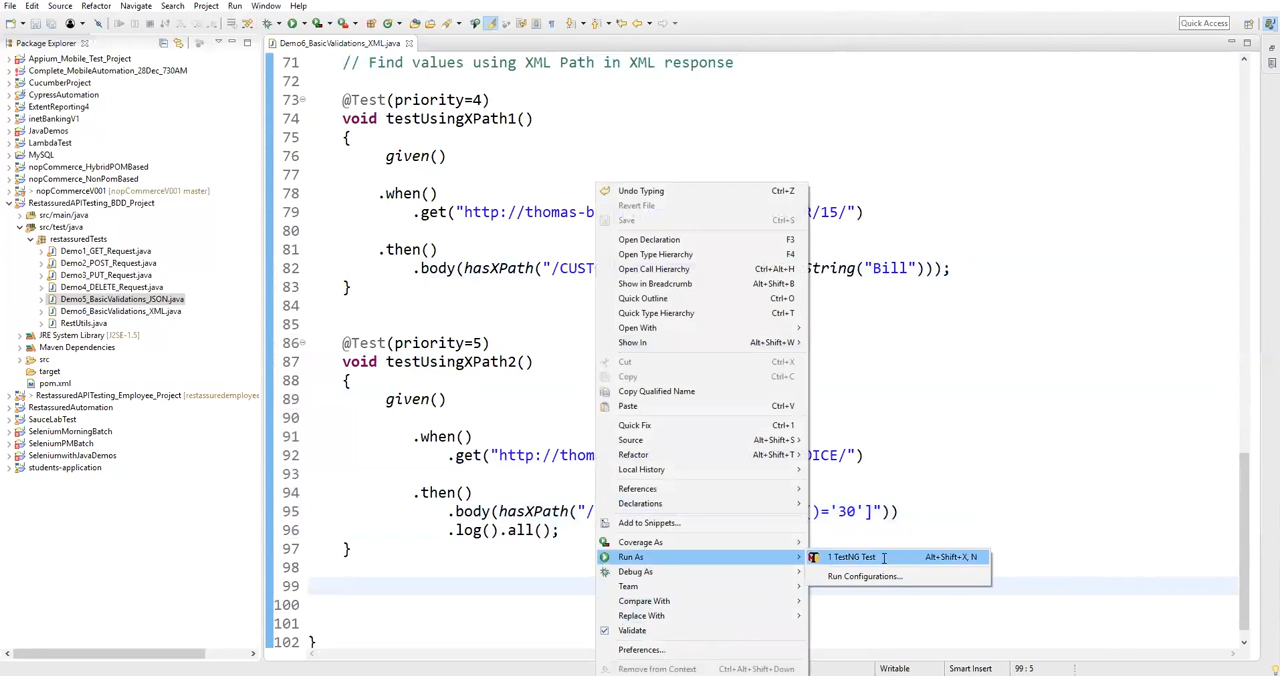 File Edit Source Refactor Navigate Search Project Run Window Help
Quick Access
Package Explorer
Demo6_BasicValidations_XML.java
Appium_Mobile_Test_Project
Complete_MobileAutomation_28Dec_730AM
CucumberProject
CypressAutomation
ExtentReporting4
inetBankingV1
JavaDemos
LambdaTest
MySQL
nopCommerce_HybridPOMBased
nopCommerce_NonPomBased
> nopCommerceV001 [nopCommerceV001 master]
RestassuredAPITesting_BDD_Project
src/main/java
src/test/java
restassuredTests
Demo1_GET_Request.java
Demo2_POST_Request.java
Demo3_PUT_Request.java
Demo4_DELETE_Request.java
Demo5_BasicValidations_JSON.java
Demo6_BasicValidations_XML.java
RestUtils.java
JRE System Library [J2SE-1.5]
Maven Dependencies
src
target
pom.xml
> RestassuredAPITesting_Employee_Project [restassuredemploye
RestassuredAutomation
SauceLabTest
SeleniumMorningBatch
SeleniumPMBatch
SeleniumwithJavaDemos
students-application
71 // Find values using XML Path in XML response
72
73 @Test(priority=4)
74 void testUsingXPath1()
75 {
76 given()
77
78 .when()
79 .get("http://thomas-b R/15/")
80
81 .then()
82 .body(hasXPath("/CUST String("Bill")));
83 }
84
85
86 @Test(priority=5)
87 void testUsingXPath2()
88 {
89 given()
90
91 .when()
92 .get("http://thom OICE/")
93
94 .then()
95 .body(hasXPath("/ ()='30']"))
96 .log().all();
97 }
98
99
100
101
102 }
Undo Typing Ctrl+Z
Revert File
Save Ctrl+S
Open Declaration F3
Open Type Hierarchy F4
Open Call Hierarchy Ctrl+Alt+H
Show in Breadcrumb Alt+Shift+B
Quick Outline Ctrl+O
Quick Type Hierarchy Ctrl+T
Open With
Show In Alt+Shift+W
Cut Ctrl+X
Copy Ctrl+C
Copy Qualified Name
Paste Ctrl+V
Quick Fix Ctrl+1
Source Alt+Shift+S
Refactor Alt+Shift+T
Local History
References
Declarations
Add to Snippets...
Coverage As
Run As
Debug As
Team
Compare With
Replace With
Validate
Preferences...
Remove from Context Ctrl+Alt+Shift+Down
1 TestNG Test Alt+Shift+X, N
Run Configurations...
Writable Smart Insert 99 : 5